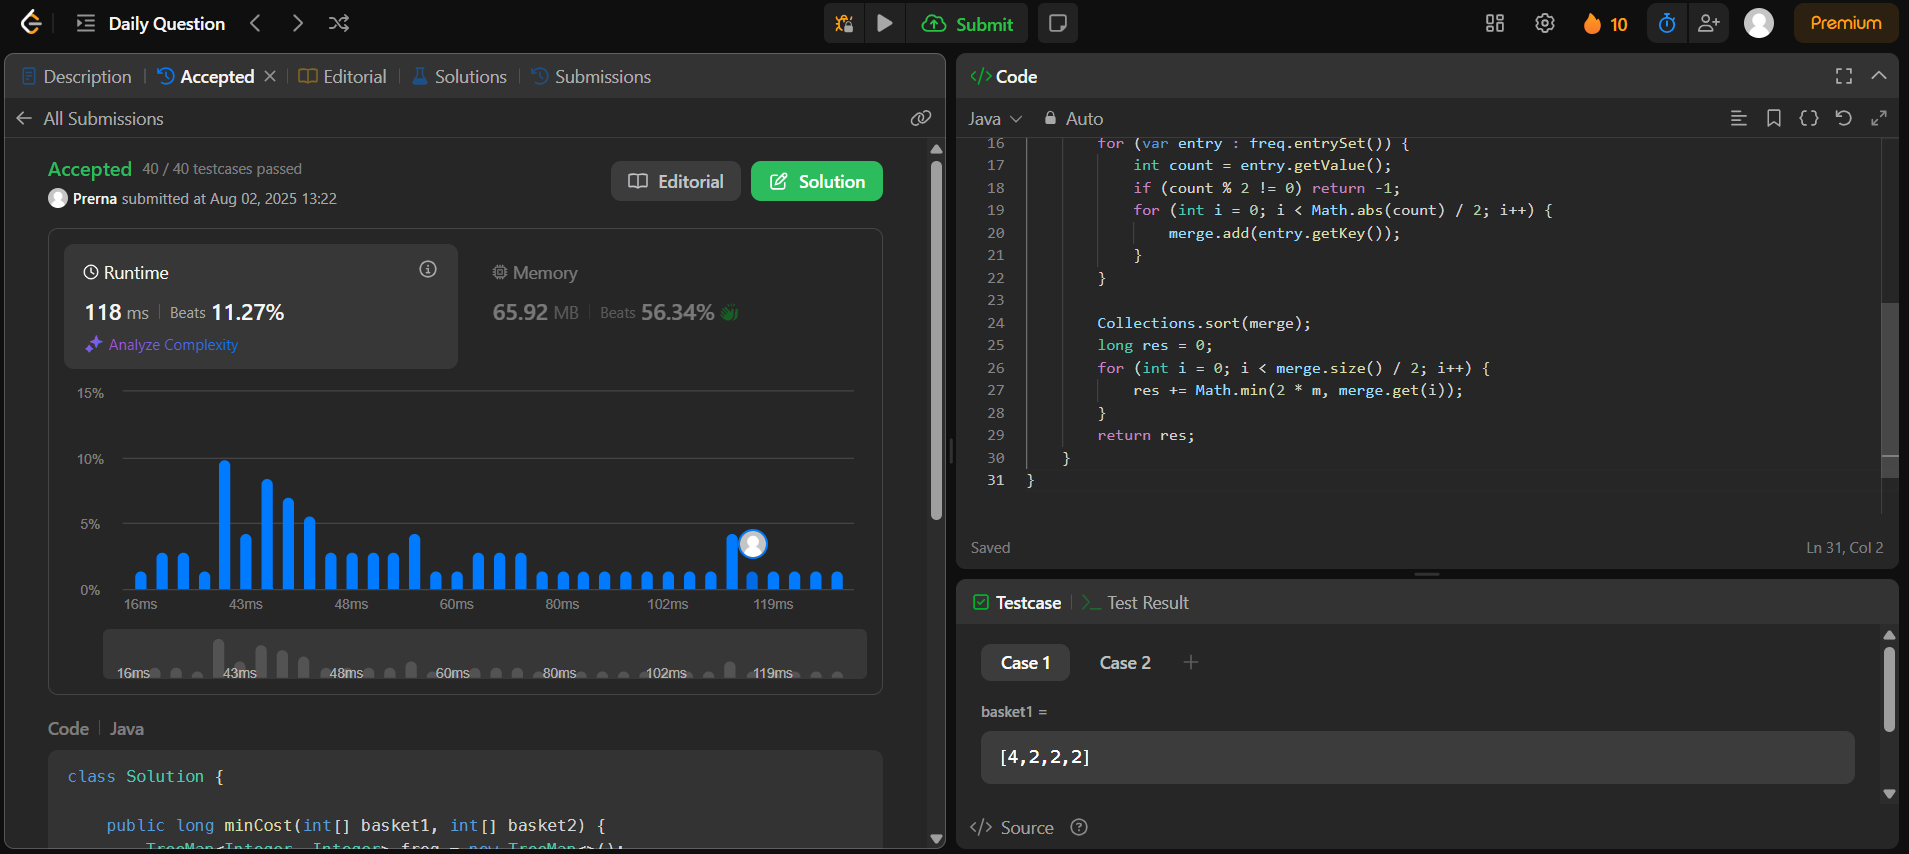 Daily Question
Submit
10
Premium
Description
Accepted
Editorial
Solutions
Submissions
All Submissions
Accepted 40 / 40 testcases passed
Prerna submitted at Aug 02, 2025 13:22
Editorial
Solution
Runtime
118 ms Beats 11.27%
Analyze Complexity
Memory
65.92 MB Beats 56.34%
15%
10%
5%
0%
16ms 43ms 48ms 60ms 80ms 102ms 119ms
16ms 43ms 48ms 60ms 80ms 102ms 119ms
Code Java
class Solution {
public long minCost(int[] basket1, int[] basket2) {
TreeMap<Integer, Integer> freq = new TreeMap<>();
</> Code
Java Auto
16 for (var entry : freq.entrySet()) {
17 int count = entry.getValue();
18 if (count % 2 != 0) return -1;
19 for (int i = 0; i < Math.abs(count) / 2; i++) {
20 merge.add(entry.getKey());
21 }
22 }
23
24 Collections.sort(merge);
25 long res = 0;
26 for (int i = 0; i < merge.size() / 2; i++) {
27 res += Math.min(2 * m, merge.get(i));
28 }
29 return res;
30 }
31 }
Saved
Ln 31, Col 2
Testcase
Test Result
Case 1
Case 2
basket1 =
[4,2,2,2]
</> Source